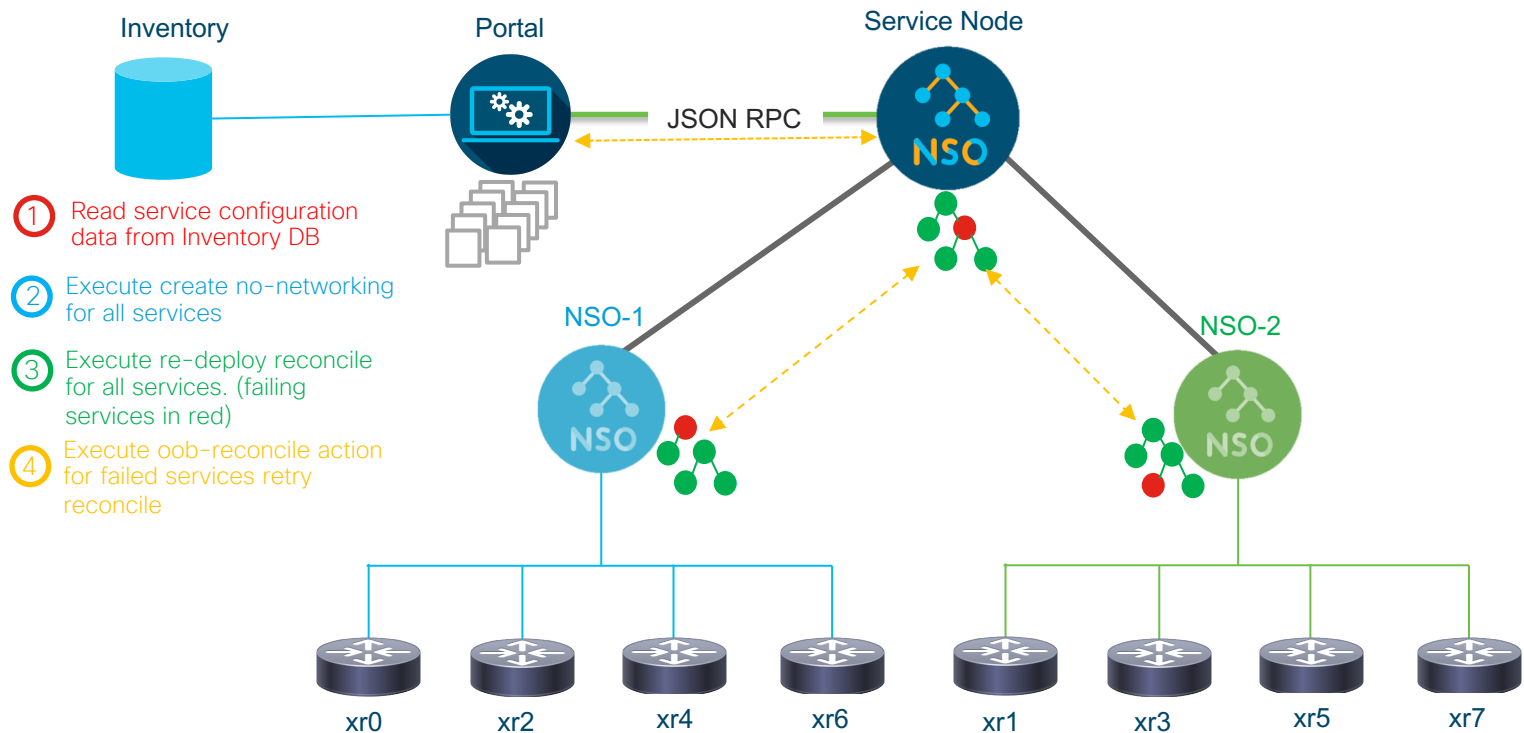 Inventory
Portal
Service Node
JSON RPC
NSO
1
Read service configuration
data from Inventory DB
2
Execute create no-networking
for all services
3
Execute re-deploy reconcile
for all services. (failing
services in red)
4
Execute oob-reconcile action
for failed services retry
reconcile
NSO-1
NSO-2
NSO
NSO
xr0
xr2
xr4
xr6
xr1
xr3
xr5
xr7